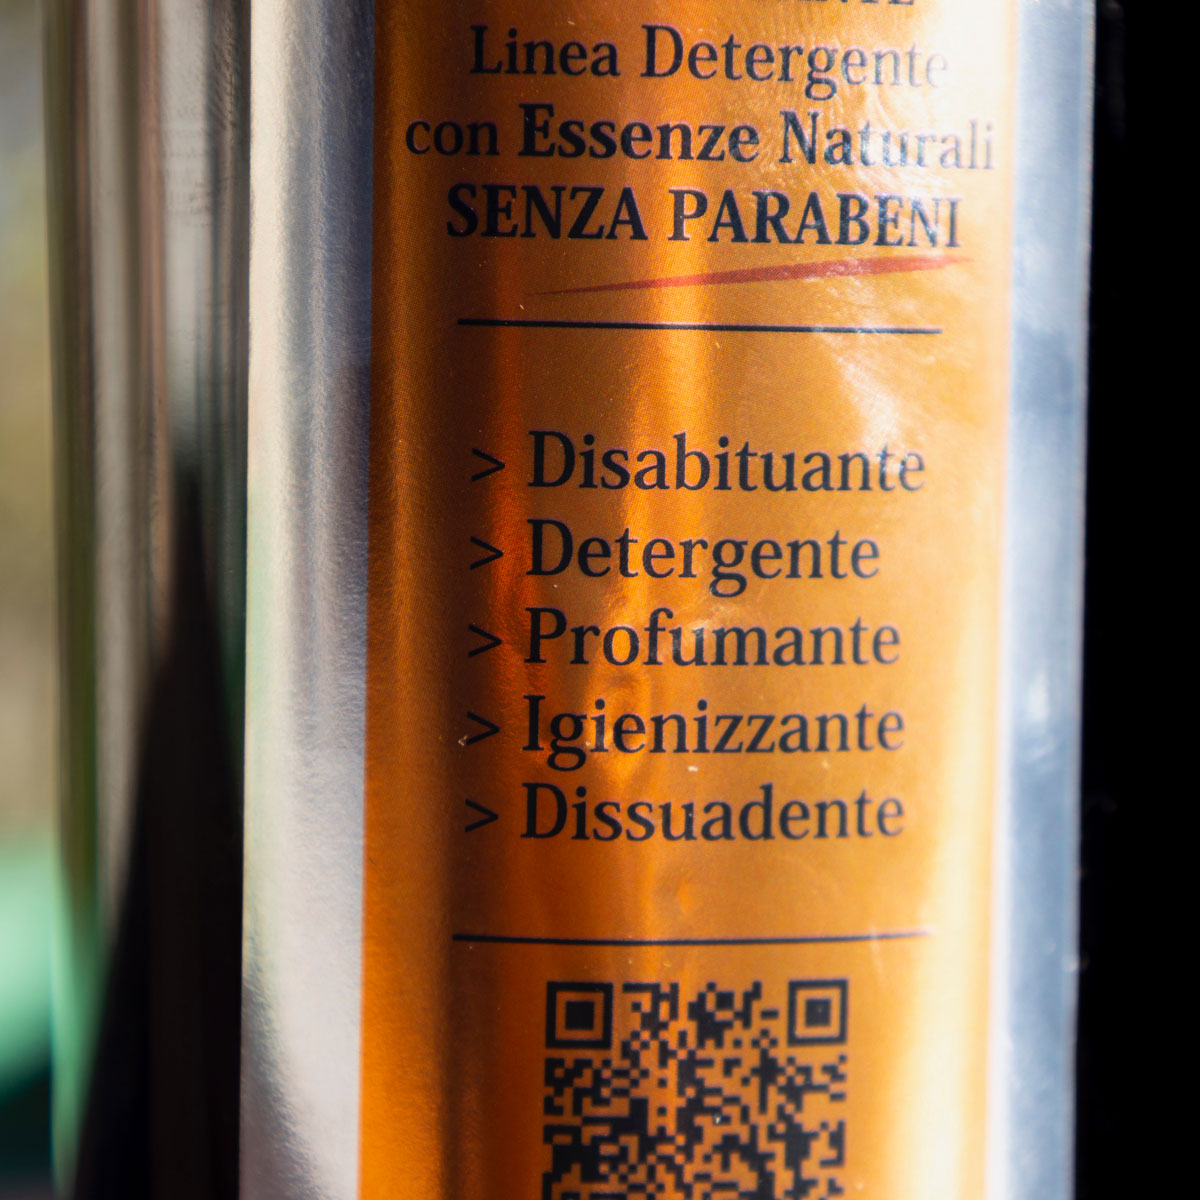 Linea Detergente
con Essenze Naturali
SENZA PARABENI
> Disabituante
> Detergente
> Profumante
> Igienizzante
> Dissuadente